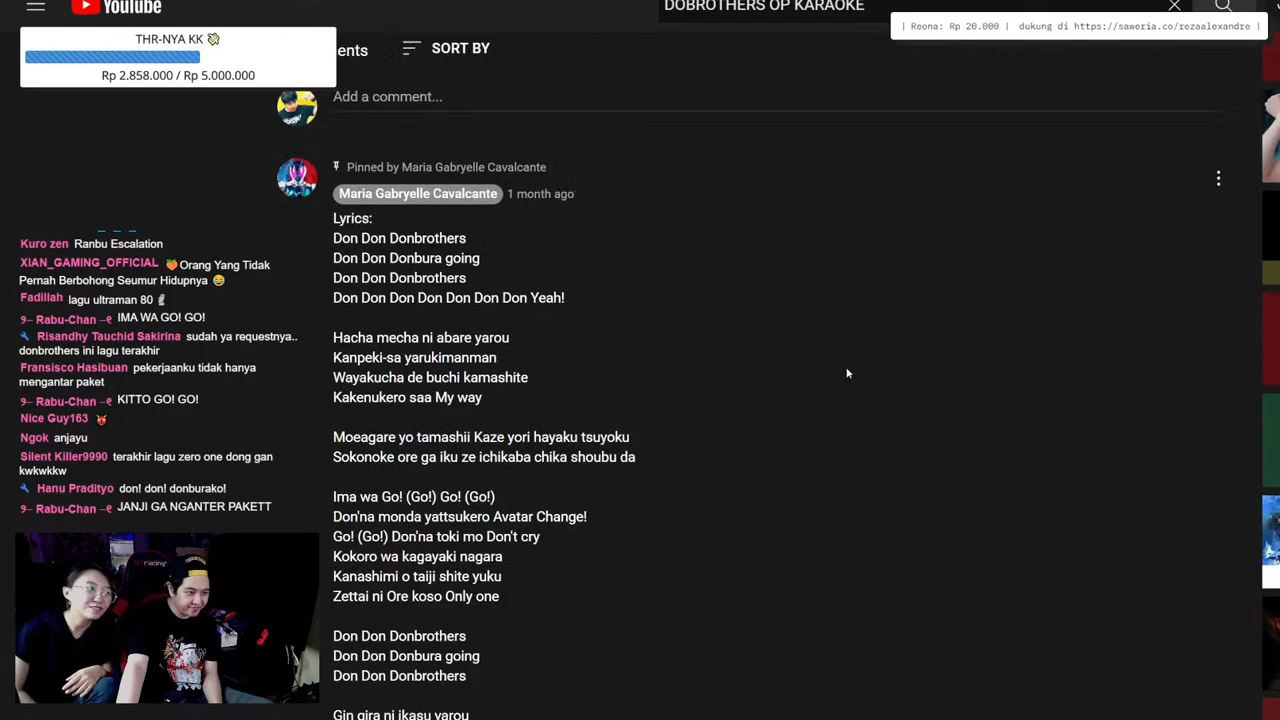 YouTube
DOBROTHERS OP KARAOKE
| Reona: Rp 20.000 | dukung di https://saweria.co/rezaalexandre |
THR-NYA KK
Rp 2.858.000 / Rp 5.000.000
ents
SORT BY
Add a comment...
Pinned by Maria Gabryelle Cavalcante
Maria Gabryelle Cavalcante 1 month ago
Lyrics:
Don Don Donbrothers
Don Don Donbura going
Don Don Donbrothers
Don Don Don Don Don Don Don Yeah!
Hacha mecha ni abare yarou
Kanpeki-sa yarukimanman
Wayakucha de buchi kamashite
Kakenukero saa My way
Moeagare yo tamashii Kaze yori hayaku tsuyoku
Sokonoke ore ga iku ze ichikaba chika shoubu da
Ima wa Go! (Go!) Go! (Go!)
Don'na monda yattsukero Avatar Change!
Go! (Go!) Don'na toki mo Don't cry
Kokoro wa kagayaki nagara
Kanashimi o taiji shite yuku
Zettai ni Ore koso Only one
Don Don Donbrothers
Don Don Donbura going
Don Don Donbrothers
Gin gira ni ikasu yarou
Kuro zen Ranbu Escalation
XIAN_GAMING_OFFICIAL Orang Yang Tidak
Pernah Berbohong Seumur Hidupnya
Fadillah lagu ultraman 80
Rabu-Chan IMA WA GO! GO!
Risandhy Tauchid Sakirina sudah ya requestnya..
donbrothers ini lagu terakhir
Fransisco Hasibuan pekerjaanku tidak hanya
mengantar paket
Rabu-Chan KITTO GO! GO!
Nice Guy163
Ngok anjayu
Silent Killer9990 terakhir lagu zero one dong gan
kwkwkkw
Hanu Pradityo don! don! donburako!
Rabu-Chan JANJI GA NGANTER PAKETT